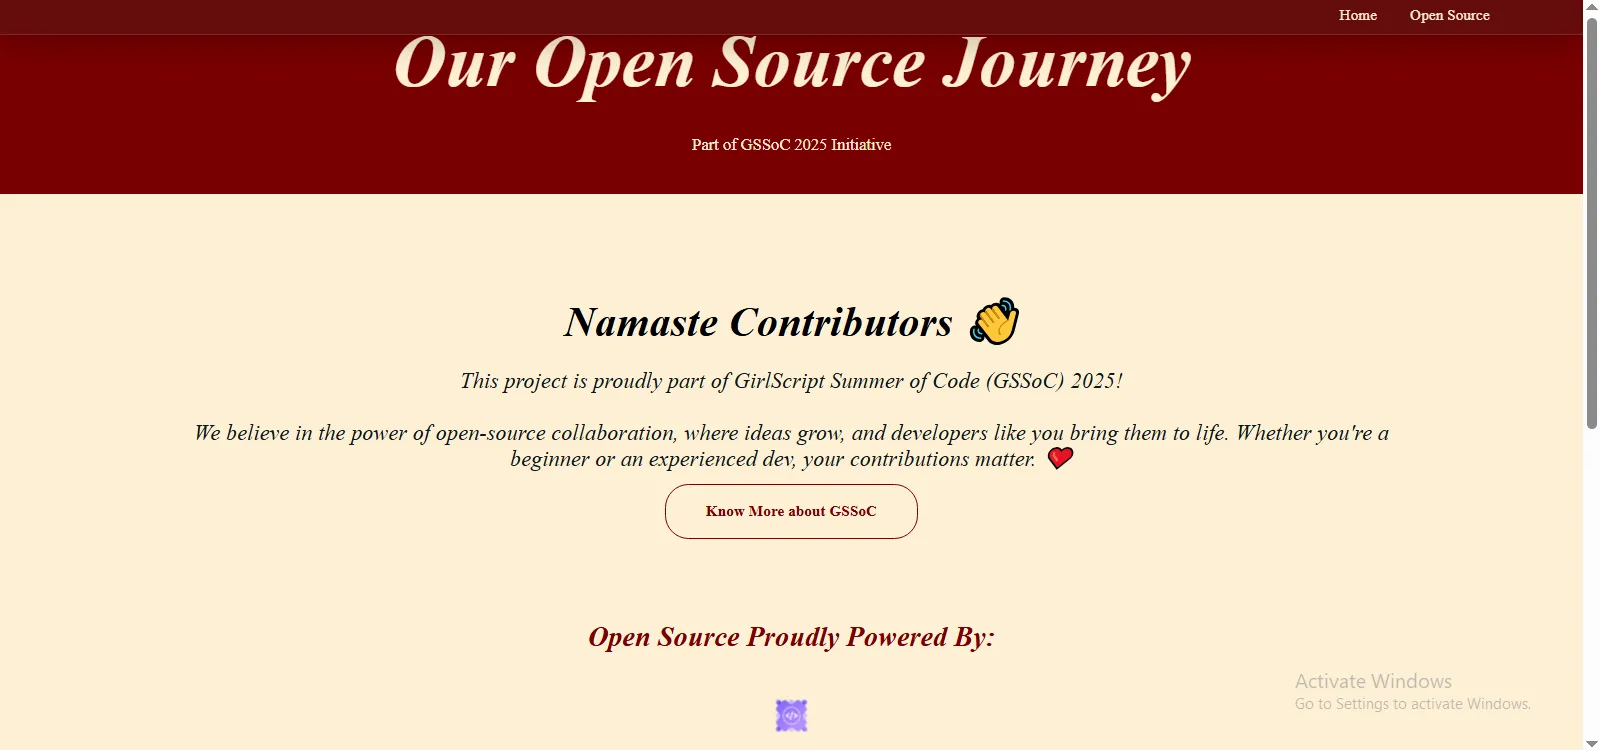 Home Open Source
Our Open Source Journey
Part of GSSoC 2025 Initiative
Namaste Contributors 👋
This project is proudly part of GirlScript Summer of Code (GSSoC) 2025!
We believe in the power of open-source collaboration, where ideas grow, and developers like you bring them to life. Whether you're a
beginner or an experienced dev, your contributions matter. ❤️
Know More about GSSoC
Open Source Proudly Powered By:
Activate Windows
Go to Settings to activate Windows.